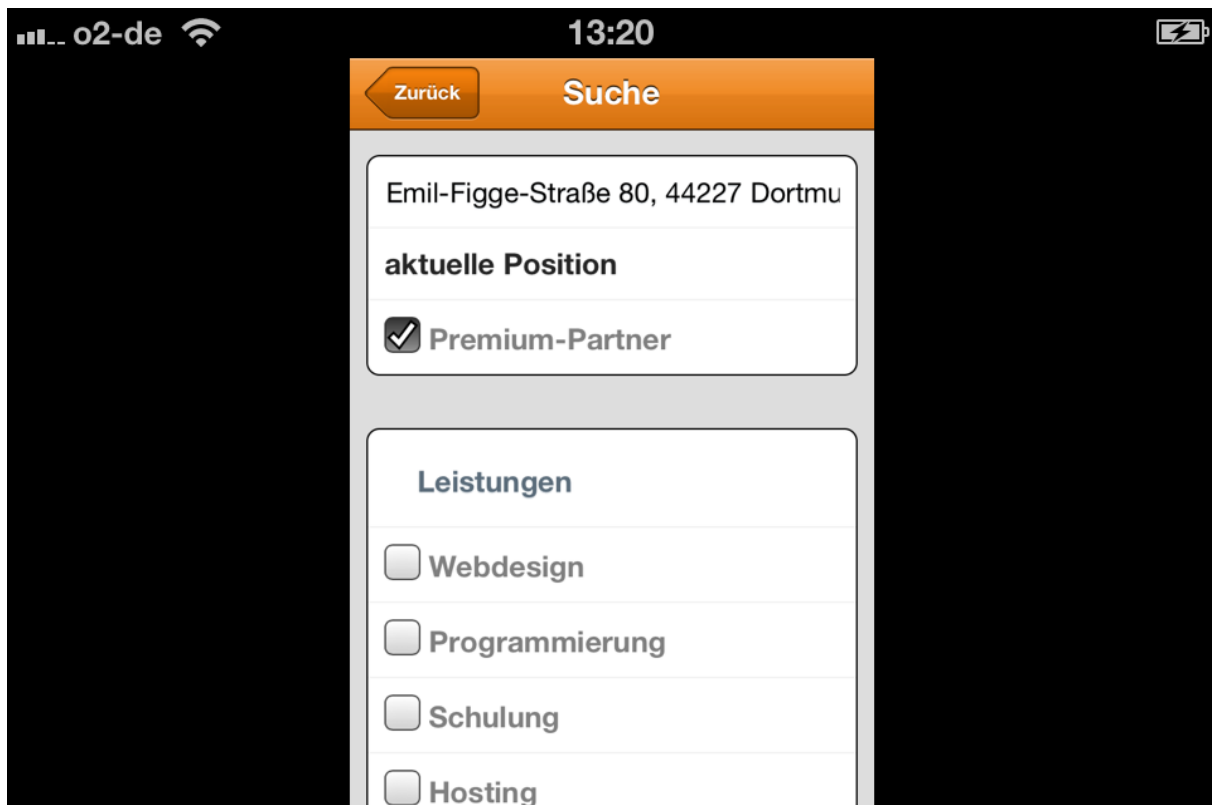 o2-de 13:20
Zurück Suche
Emil-Figge-Straße 80, 44227 Dortmu
aktuelle Position
Premium-Partner
Leistungen
Webdesign
Programmierung
Schulung
Hosting